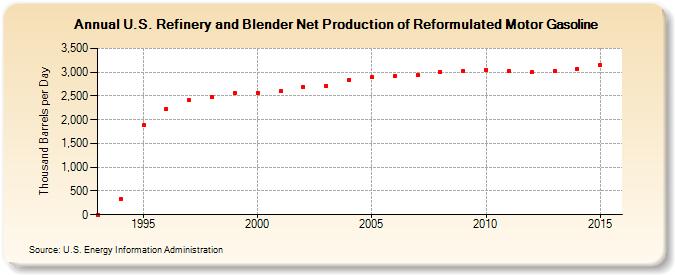 Annual U.S. Refinery and Blender Net Production of Reformulated Motor Gasoline
Thousand Barrels per Day
3,500
3,000
2,500
2,000
1,500
1,000
500
0
1995 2000 2005 2010 2015
Source: U.S. Energy Information Administration